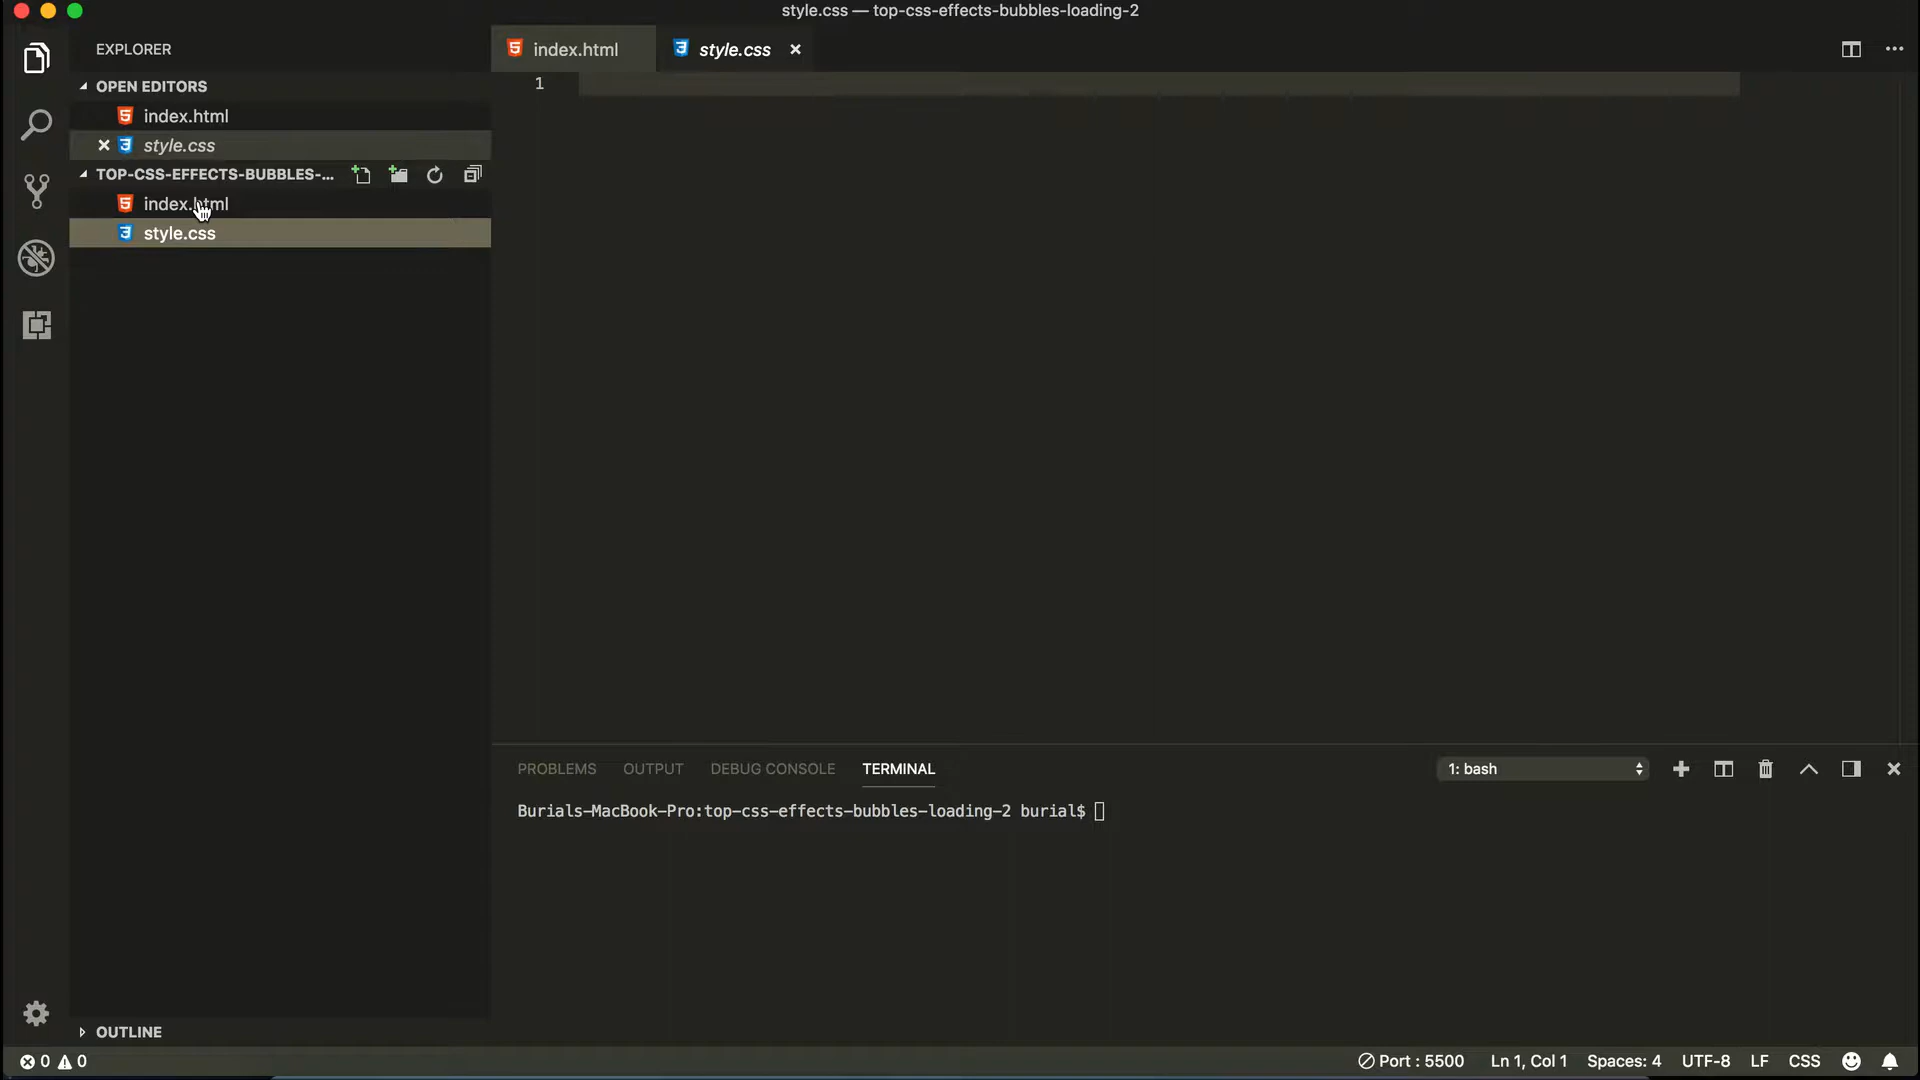 style.css — top-css-effects-bubbles-loading-2
EXPLORER
OPEN EDITORS
index.html
style.css
TOP-CSS-EFFECTS-BUBBLES-...
index.html
style.css
OUTLINE
index.html
style.css
1
PROBLEMS OUTPUT DEBUG CONSOLE TERMINAL
1: bash
Burials-MacBook-Pro:top-css-effects-bubbles-loading-2 burial$
0 0
Port : 5500 Ln 1, Col 1 Spaces: 4 UTF-8 LF CSS